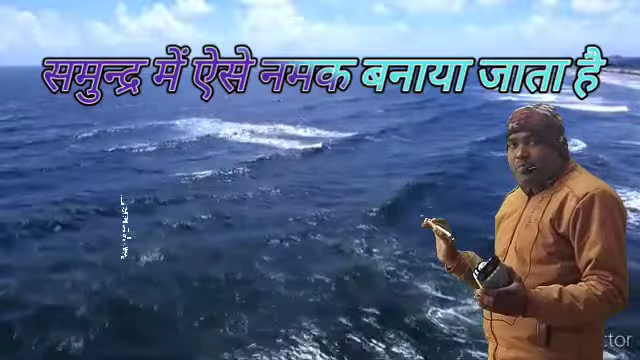 समुन्द्र में ऐसे नमक बनाया जाता है